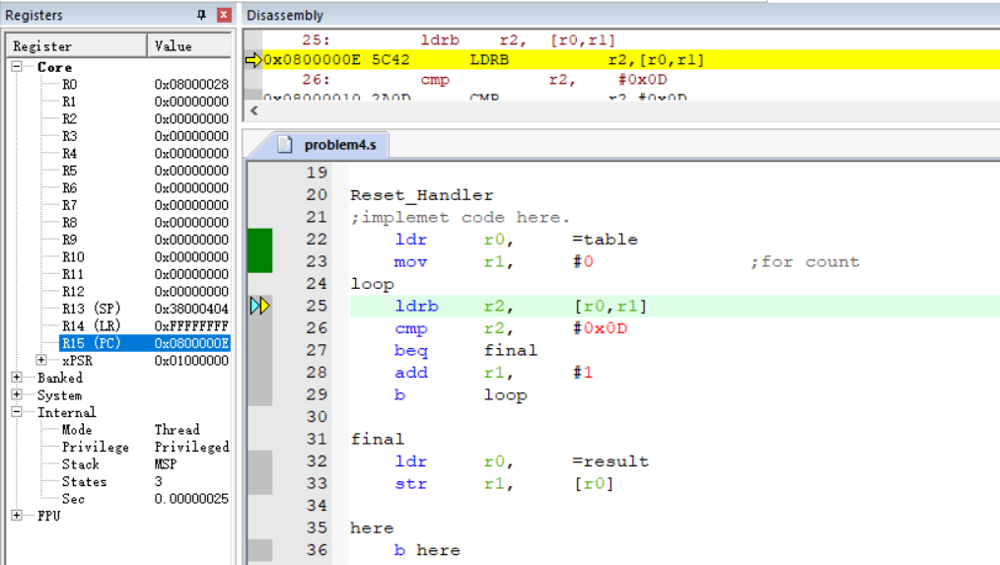 Registers
Register Value
Core
R0 0x08000028
R1 0x00000000
R2 0x00000000
R3 0x00000000
R4 0x00000000
R5 0x00000000
R6 0x00000000
R7 0x00000000
R8 0x00000000
R9 0x00000000
R10 0x00000000
R11 0x00000000
R12 0x00000000
R13 (SP) 0x38000404
R14 (LR) 0xFFFFFFFF
R15 (PC) 0x0800000E
xPSR 0x01000000
Banked
System
Internal
Mode Thread
Privilege Privileged
Stack MSP
States 3
Sec 0.00000025
FPU
Disassembly
25: ldrb r2, [r0,r1]
0x0800000E 5C42 LDRB r2,[r0,r1]
26: cmp r2, #0x0D
0x08000010 2A0D CMP r2,#0x0D
problem4.s
19
20 Reset_Handler
21 ;implemet code here.
22 ldr r0, =table
23 mov r1, #0 ;for count
24 loop
25 ldrb r2, [r0,r1]
26 cmp r2, #0x0D
27 beq final
28 add r1, #1
29 b loop
30
31 final
32 ldr r0, =result
33 str r1, [r0]
34
35 here
36 b here